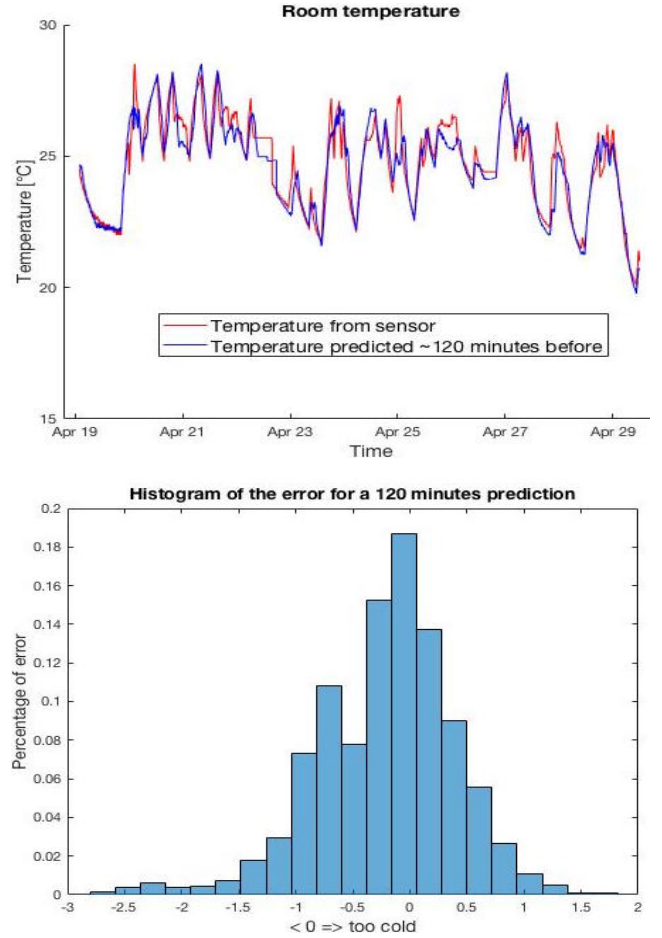 Room temperature
30
25
20
15
Temperature [°C]
Temperature from sensor
Temperature predicted ~120 minutes before
Apr 19
Apr 21
Apr 23
Apr 25
Apr 27
Apr 29
Time
Histogram of the error for a 120 minutes prediction
0.2
0.18
0.16
0.14
0.12
0.1
0.08
0.06
0.04
0.02
0
Percentage of error
-3
-2.5
-2
-1.5
-1
-0.5
0
0.5
1
1.5
2
< 0 => too cold